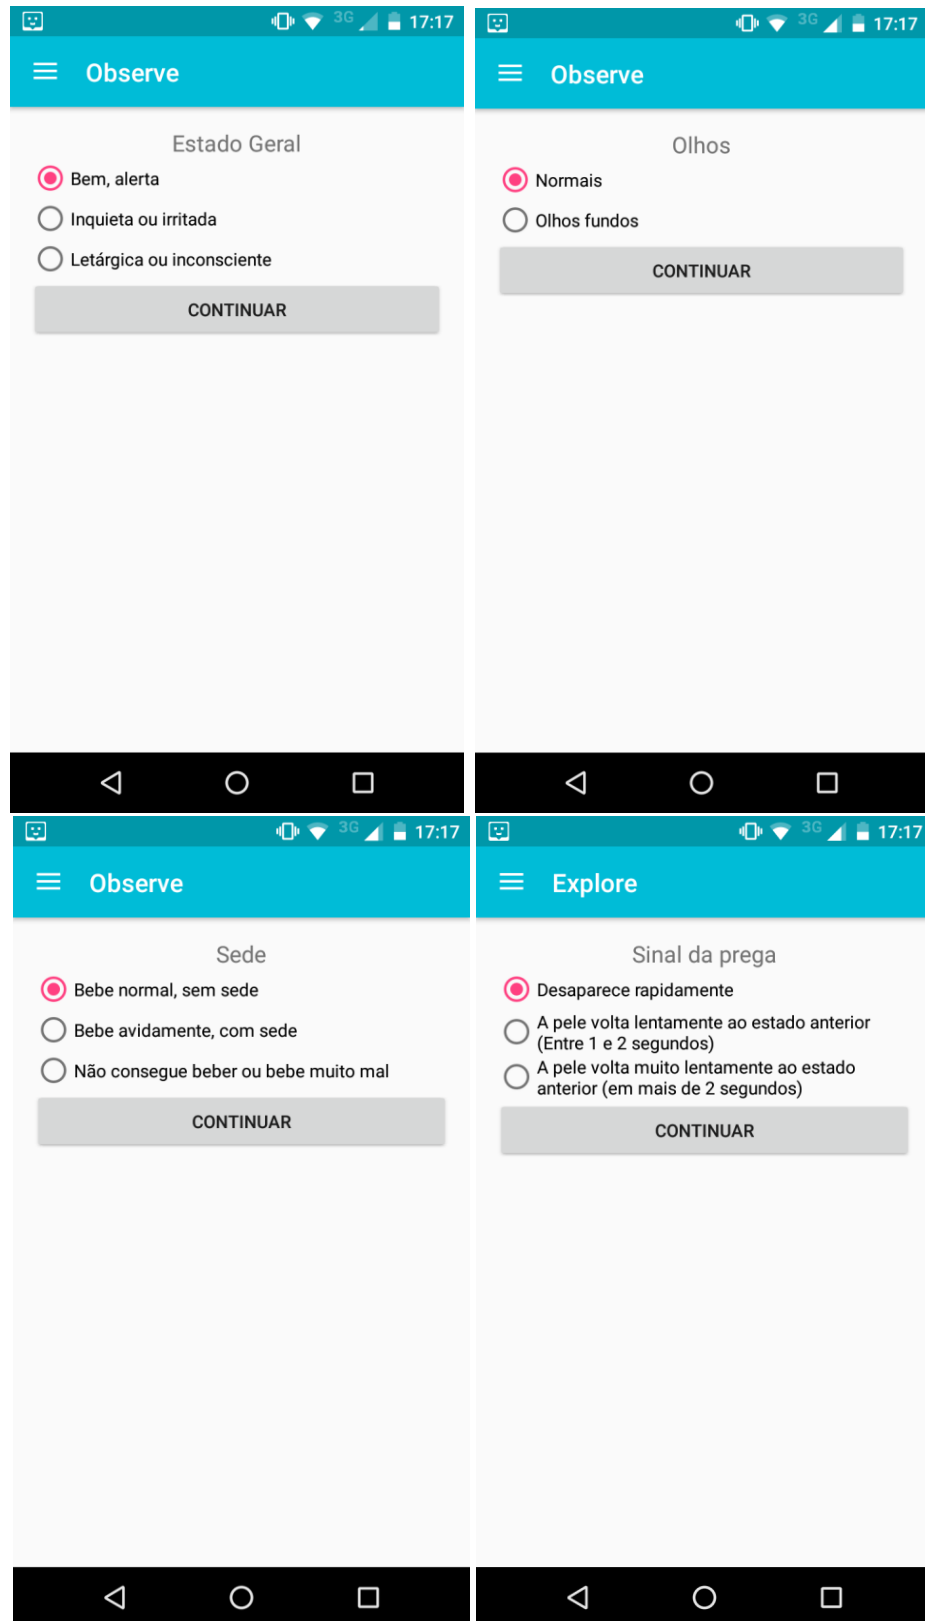 3G 17:17
Observe
Estado Geral
Bem, alerta
Inquieta ou irritada
Letárgica ou inconsciente
CONTINUAR
3G 17:17
Observe
Olhos
Normais
Olhos fundos
CONTINUAR
3G 17:17
Observe
Sede
Bebe normal, sem sede
Bebe avidamente, com sede
Não consegue beber ou bebe muito mal
CONTINUAR
3G 17:17
Explore
Sinal da prega
Desaparece rapidamente
A pele volta lentamente ao estado anterior
(Entre 1 e 2 segundos)
A pele volta muito lentamente ao estado
anterior (em mais de 2 segundos)
CONTINUAR